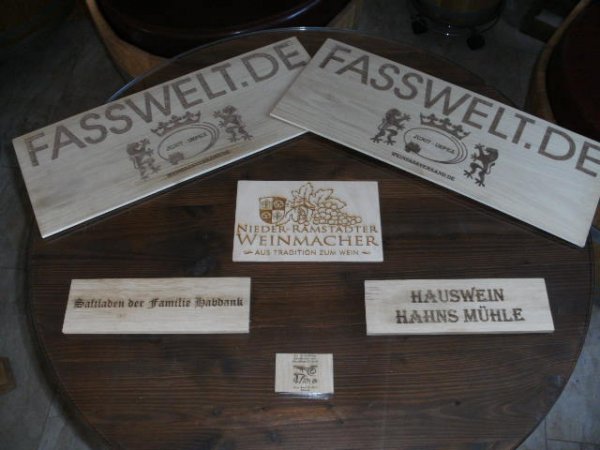 FASSWELT.DE
FASSWELT.DE
NIEDER-RAMSTÄDTER
WEINMACHER
AUS TRADITION ZUM WEIN
Saftladen der Familie Habdank
HAUSWEIN
HAHNS MÜHLE